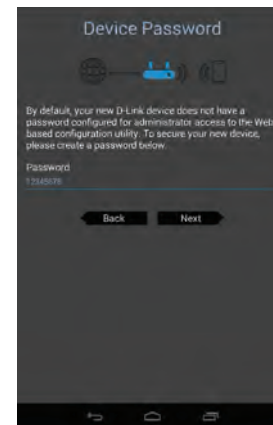 Device Password
By default, your new D-Link device does not have a
password configured for administrator access to the Web-
based configuration utility. To secure your new device,
please create a password below.
Password
12345678
Back Next